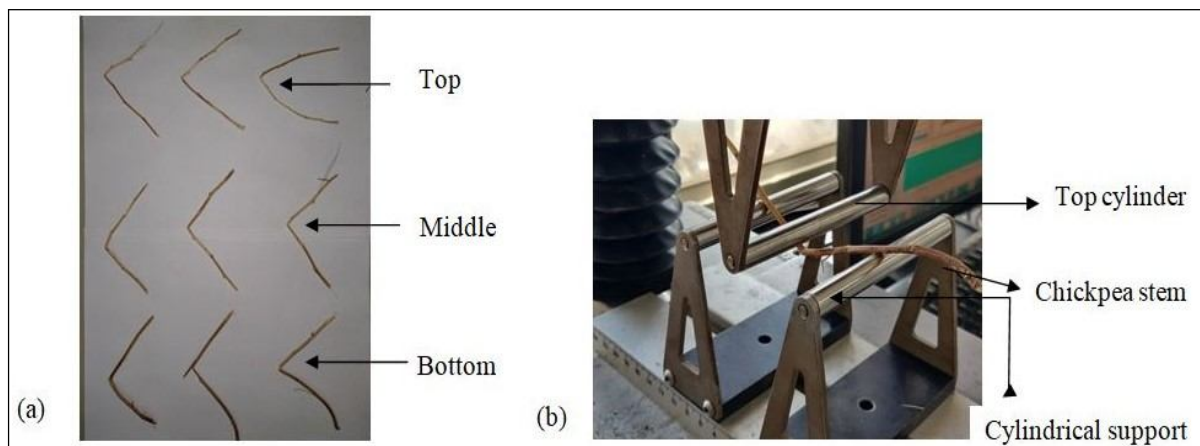 Top
Middle
Bottom
(a)
Top cylinder
Chickpea stem
(b)
Cylindrical support